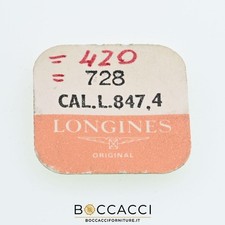 = 420
= 728
CAL.L.847,4
LONGINES
ORIGINAL
BOCCACCI
BOCCACCIFORNITURE.IT